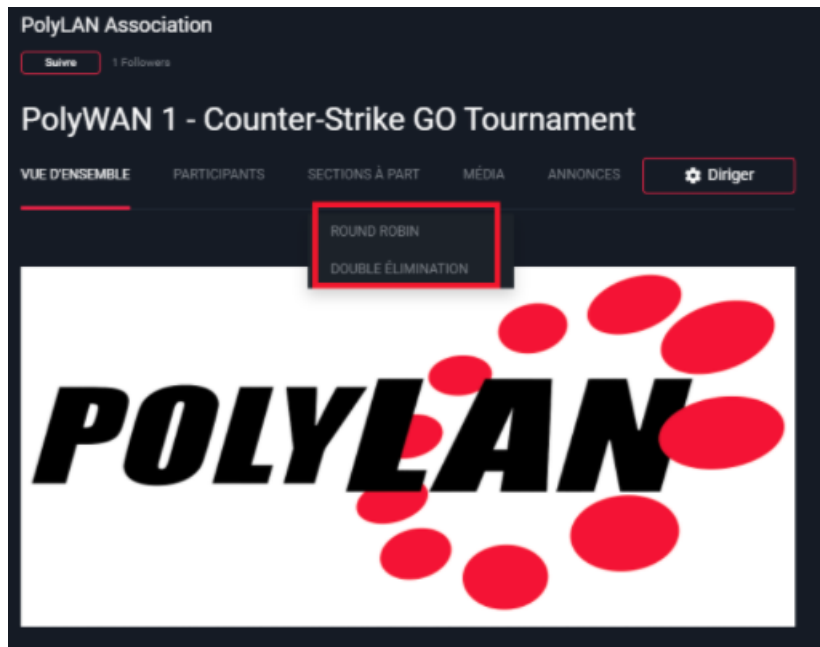 PolyLAN Association
Suivre 1 Followers
PolyWAN 1 - Counter-Strike GO Tournament
VUE D'ENSEMBLE PARTICIPANTS SECTIONS À PART MÉDIA ANNONCES Diriger
ROUND ROBIN
DOUBLE ÉLIMINATION
POLYLAN